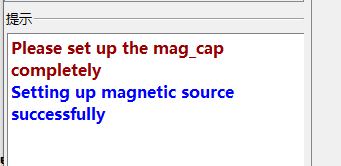 提示
Please set up the mag_cap
completely
Setting up magnetic source
successfully